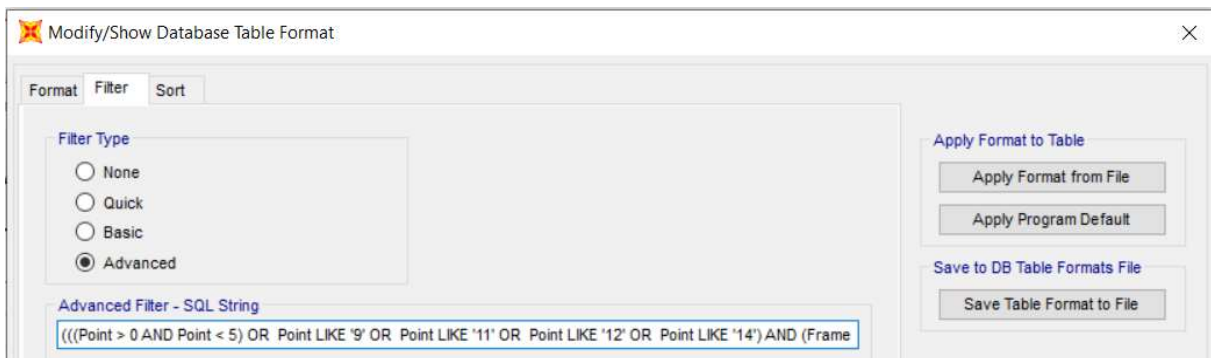 Modify/Show Database Table Format
Format Filter Sort
Filter Type
None
Quick
Basic
Advanced
Apply Format to Table
Apply Format from File
Apply Program Default
Save to DB Table Formats File
Save Table Format to File
Advanced Filter - SQL String
(((Point > 0 AND Point < 5) OR Point LIKE '9' OR Point LIKE '11' OR Point LIKE '12' OR Point LIKE '14') AND (Frame